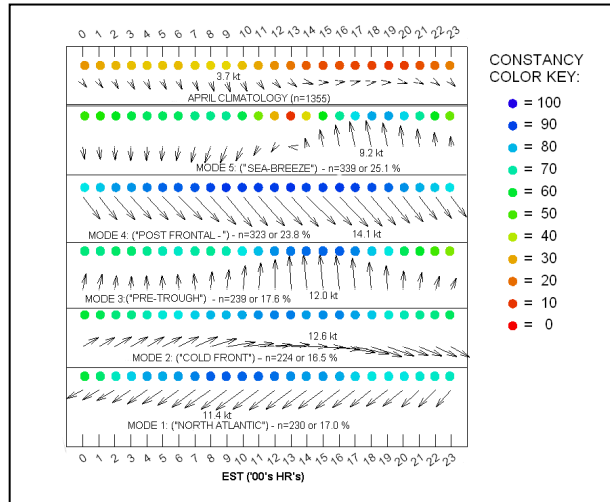 0 1 2 3 4 5 6 7 8 9 10 11 12 13 14 15 16 17 18 19 20 21 22 23
3.7 kt
APRIL CLIMATOLOGY (n=1355)
9.2 kt
MODE 5: ("SEA-BREEZE") - n=339 or 25.1 %
MODE 4: ("POST FRONTAL -") - n=323 or 23.8 %
14.1 kt
MODE 3:("PRE-TROUGH") - n=239 or 17.6 %
12.0 kt
12.6 kt
MODE 2: ("COLD FRONT") - n=224 or 16.5 %
11.4 kt
MODE 1: ("NORTH ATLANTIC") - n=230 or 17.0 %
0 1 2 3 4 5 6 7 8 9 10 11 12 13 14 15 16 17 18 19 20 21 22 23
EST ('00's HR's)
CONSTANCY
COLOR KEY:
= 100
= 90
= 80
= 70
= 60
= 50
= 40
= 30
= 20
= 10
= 0